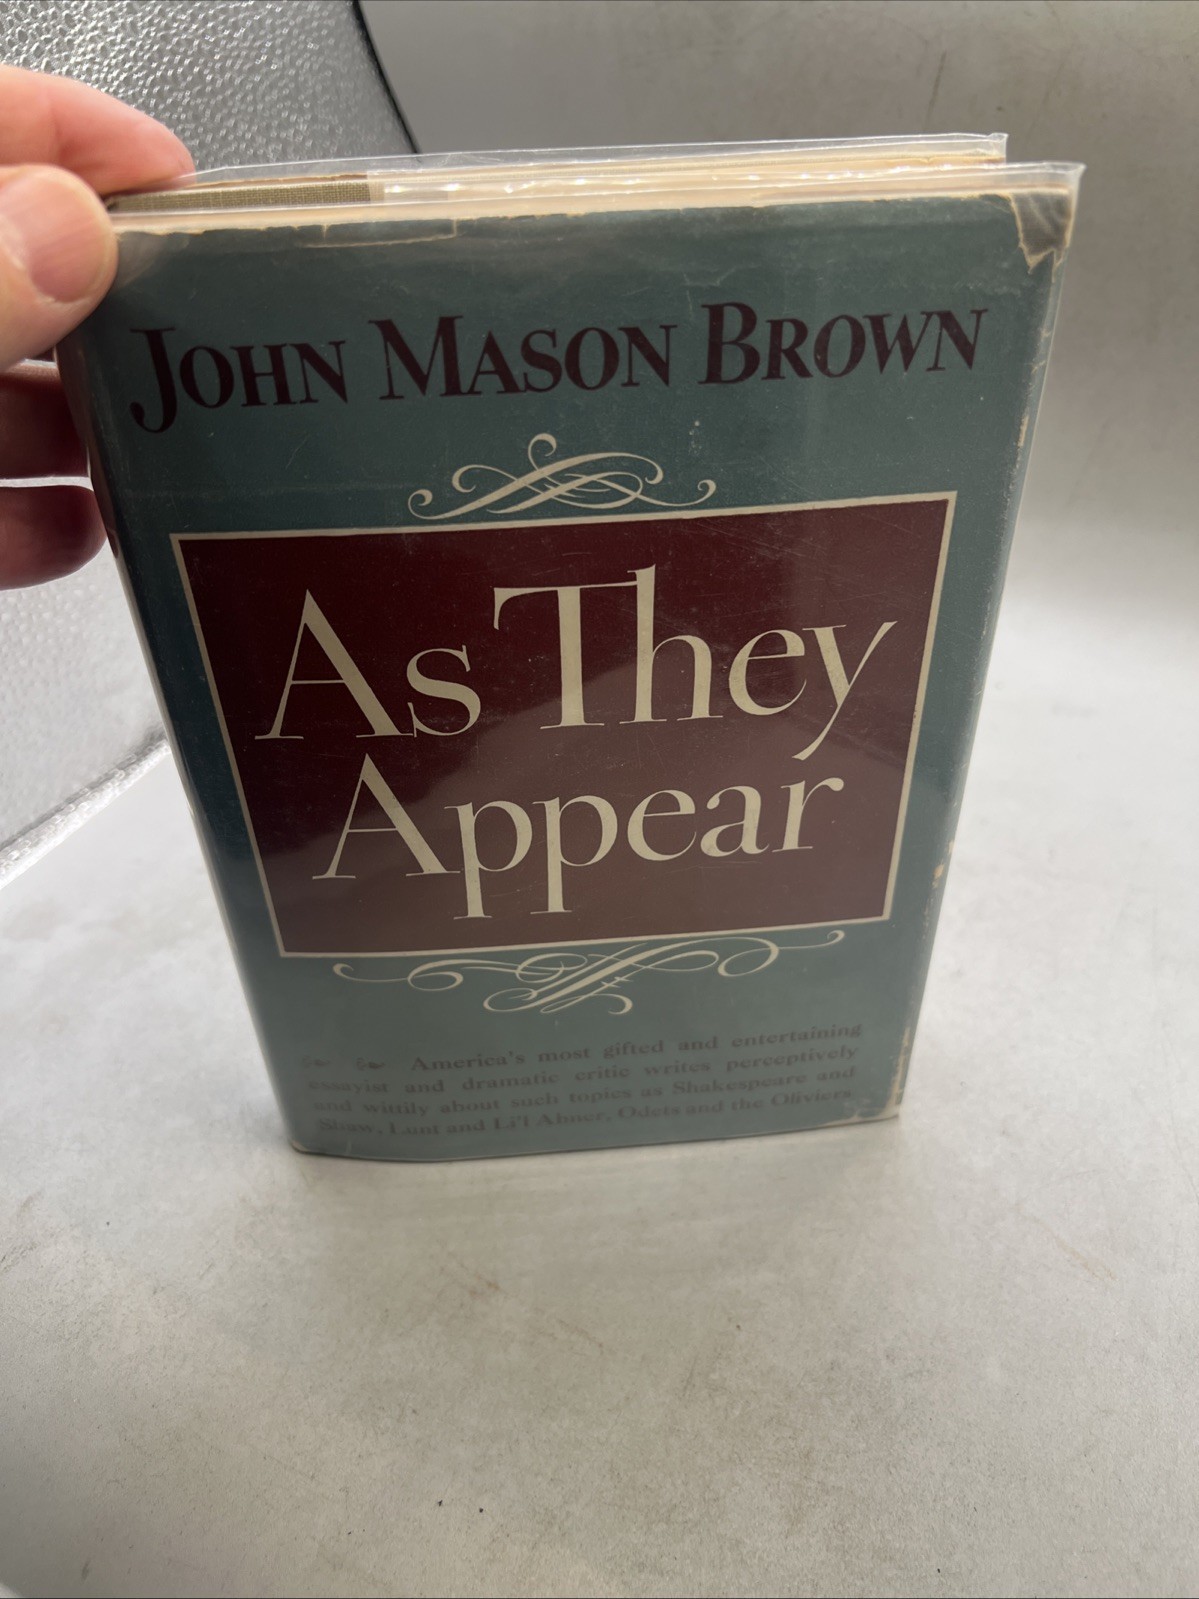 JOHN MASON BROWN
As They
Appear
America's most gifted and entertaining
essayist and dramatic critic writes perceptively
and wittily about such topics as Shakespeare and
Shaw, Lunt and Li'l Abner, Odets and the Oliviers.